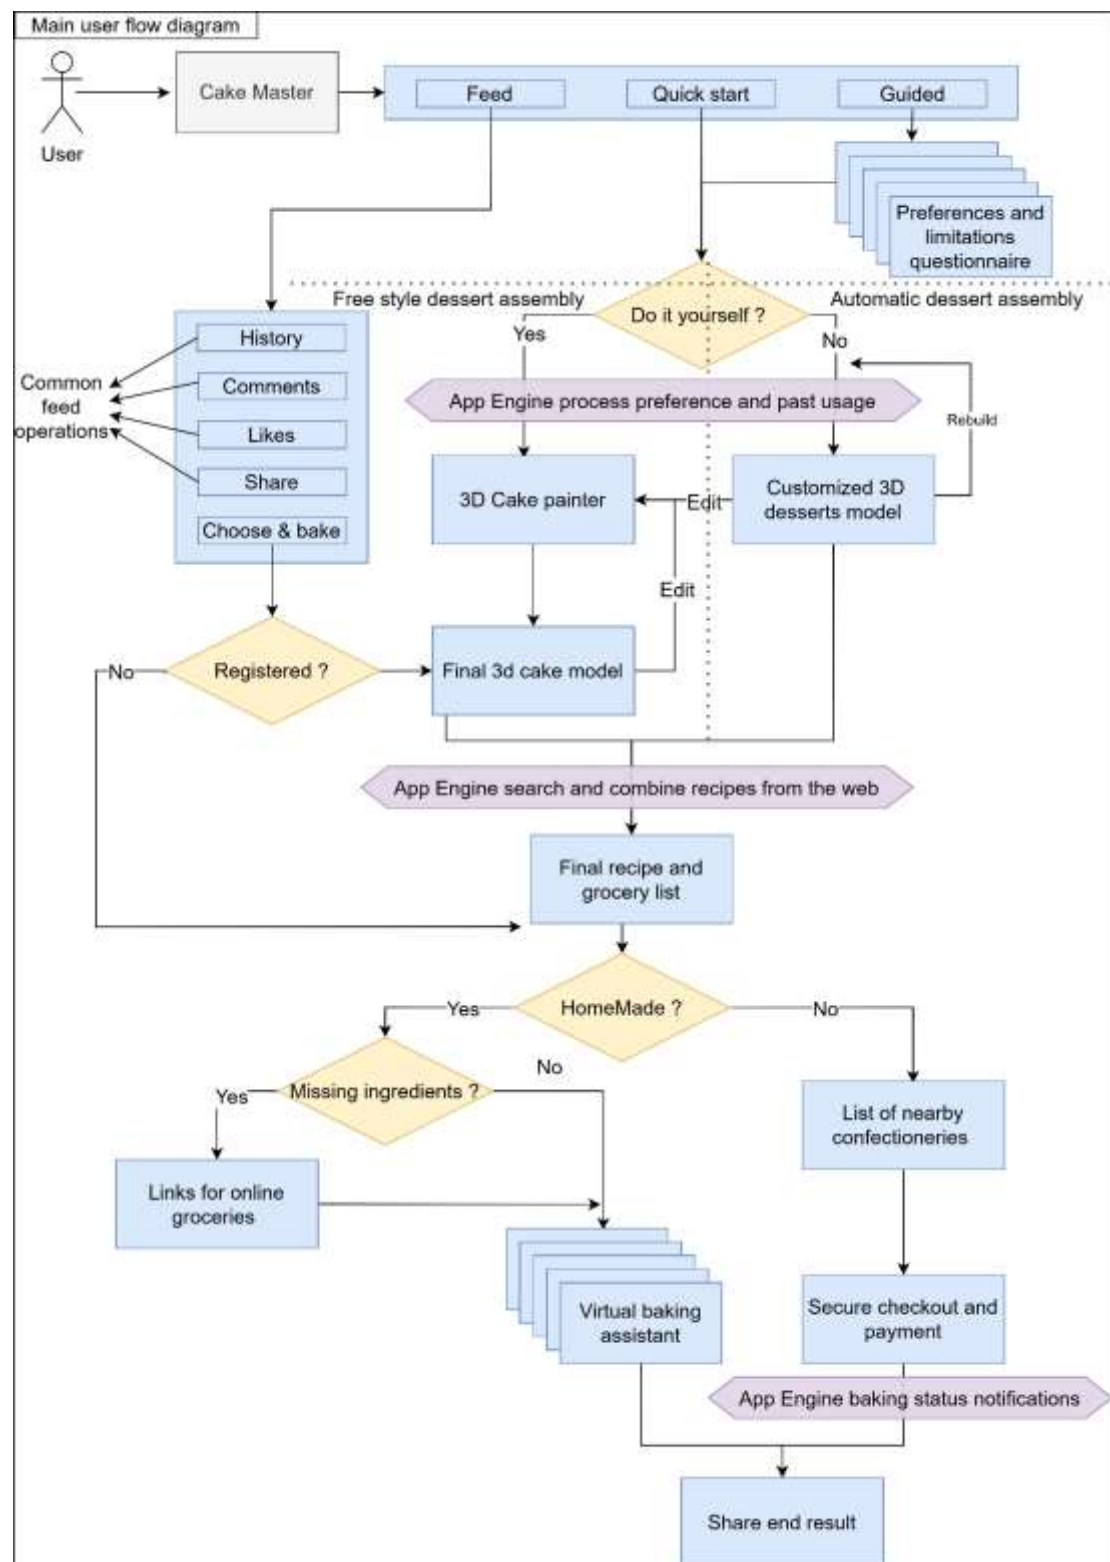 Main user flow diagram
User
Cake Master
Feed
Quick start
Guided
Preferences and
limitations
questionnaire
Free style dessert assembly
Automatic dessert assembly
Do it yourself ?
Yes
No
History
Comments
Likes
Share
Choose & bake
Common
feed
operations
App Engine process preference and past usage
Rebuild
3D Cake painter
Edit
Customized 3D
desserts model
Edit
Registered ?
No
Final 3d cake model
App Engine search and combine recipes from the web
Final recipe and
grocery list
HomeMade ?
Yes
No
Missing ingredients ?
Yes
No
List of nearby
confectioneries
Links for online
groceries
Virtual baking
assistant
Secure checkout and
payment
App Engine baking status notifications
Share end result